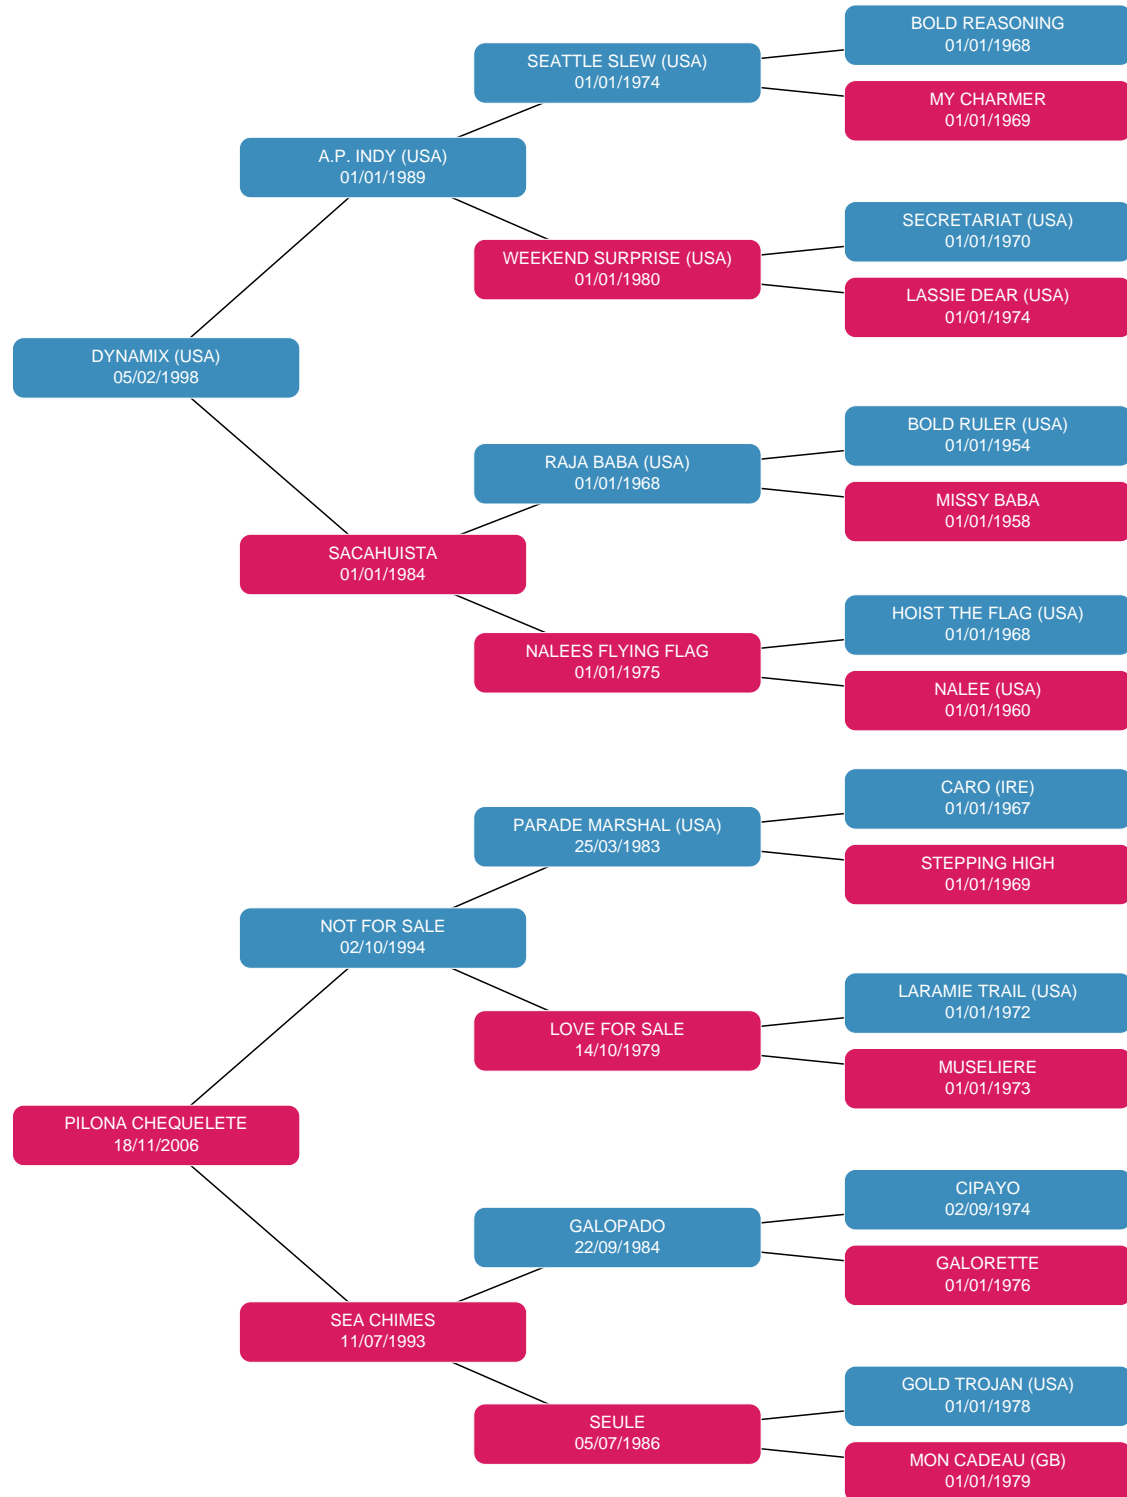 BOLD REASONING
01/01/1968
SEATTLE SLEW (USA)
01/01/1974
MY CHARMER
01/01/1969
A.P. INDY (USA)
01/01/1989
SECRETARIAT (USA)
01/01/1970
WEEKEND SURPRISE (USA)
01/01/1980
LASSIE DEAR (USA)
01/01/1974
DYNAMIX (USA)
05/02/1998
BOLD RULER (USA)
01/01/1954
RAJA BABA (USA)
01/01/1968
MISSY BABA
01/01/1958
SACAHUISTA
01/01/1984
HOIST THE FLAG (USA)
01/01/1968
NALEES FLYING FLAG
01/01/1975
NALEE (USA)
01/01/1960
CARO (IRE)
01/01/1967
PARADE MARSHAL (USA)
25/03/1983
STEPPING HIGH
01/01/1969
NOT FOR SALE
02/10/1994
LARAMIE TRAIL (USA)
01/01/1972
LOVE FOR SALE
14/10/1979
MUSELIERE
01/01/1973
PILONA CHEQUELETE
18/11/2006
CIPAYO
02/09/1974
GALOPADO
22/09/1984
GALORETTE
01/01/1976
SEA CHIMES
11/07/1993
GOLD TROJAN (USA)
01/01/1978
SEULE
05/07/1986
MON CADEAU (GB)
01/01/1979